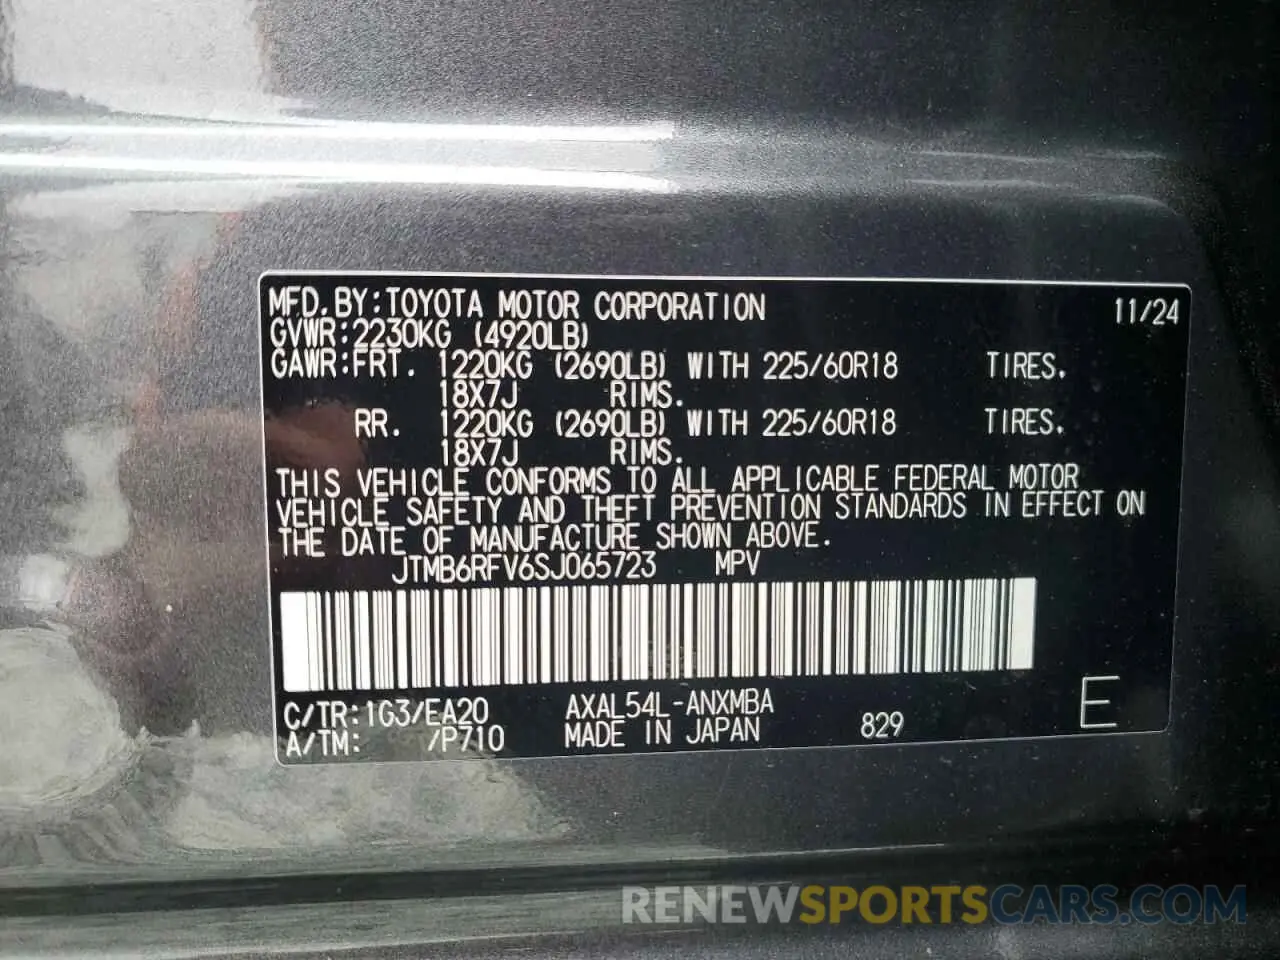 MFD.BY:TOYOTA MOTOR CORPORATION 11/24
GVWR:2230KG (4920LB)
GAWR:FRT. 1220KG (2690LB) WITH 225/60R18 TIRES.
18X7J RIMS.
RR. 1220KG (2690LB) WITH 225/60R18 TIRES.
18X7J RIMS.
THIS VEHICLE CONFORMS TO ALL APPLICABLE FEDERAL MOTOR
VEHICLE SAFETY AND THEFT PREVENTION STANDARDS IN EFFECT ON
THE DATE OF MANUFACTURE SHOWN ABOVE.
JTMB6RFV6SJ065723 MPV
C/TR:1G3/EA20 AXAL54L-ANXMBA
A/TM: /P710 MADE IN JAPAN 829 E
RENEWSPORTSCARS.COM